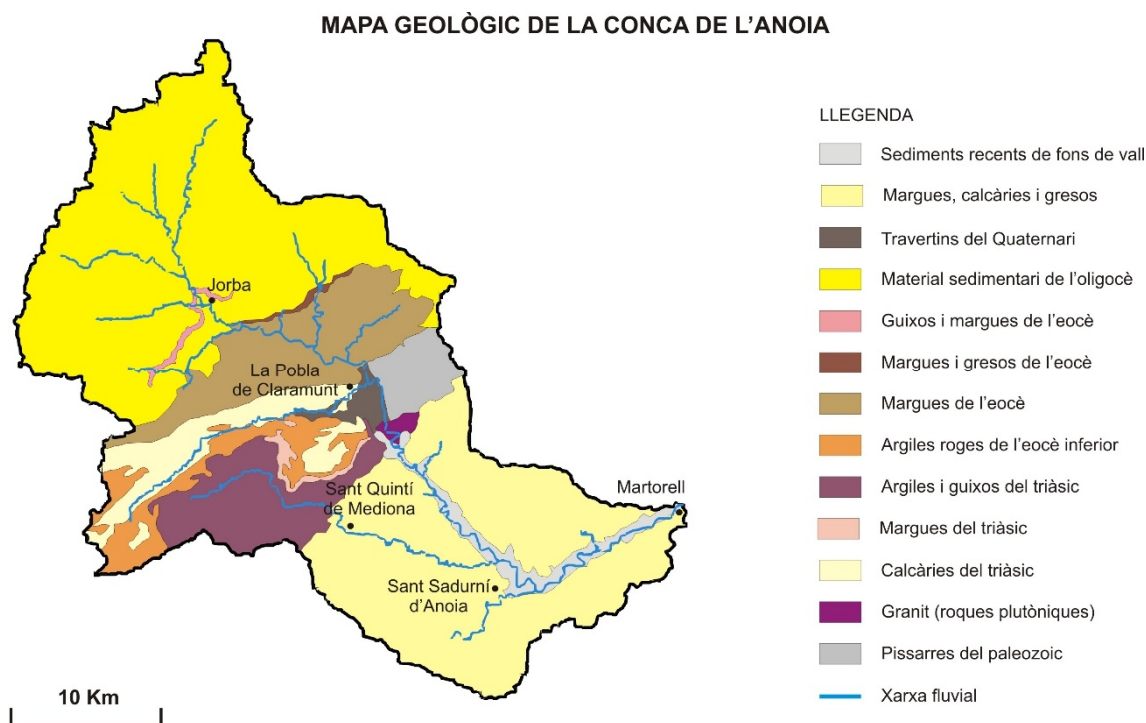 MAPA GEOLÒGIC DE LA CONCA DE L'ANOIA
Jorba
La Pobla
de Claramunt
Sant Quintí
de Mediona
Martorell
Sant Sadurní
d'Anoia
10 Km
LLEGENDA
Sediments recents de fons de vall
Margues, calcàries i gresos
Travertins del Quaternari
Material sedimentari de l'oligocè
Guixos i margues de l'eocè
Margues i gresos de l'eocè
Margues de l'eocè
Argiles roges de l'eocè inferior
Argiles i guixos del triàsic
Margues del triàsic
Calcàries del triàsic
Granit (roques plutòniques)
Pissarres del paleozoic
Xarxa fluvial